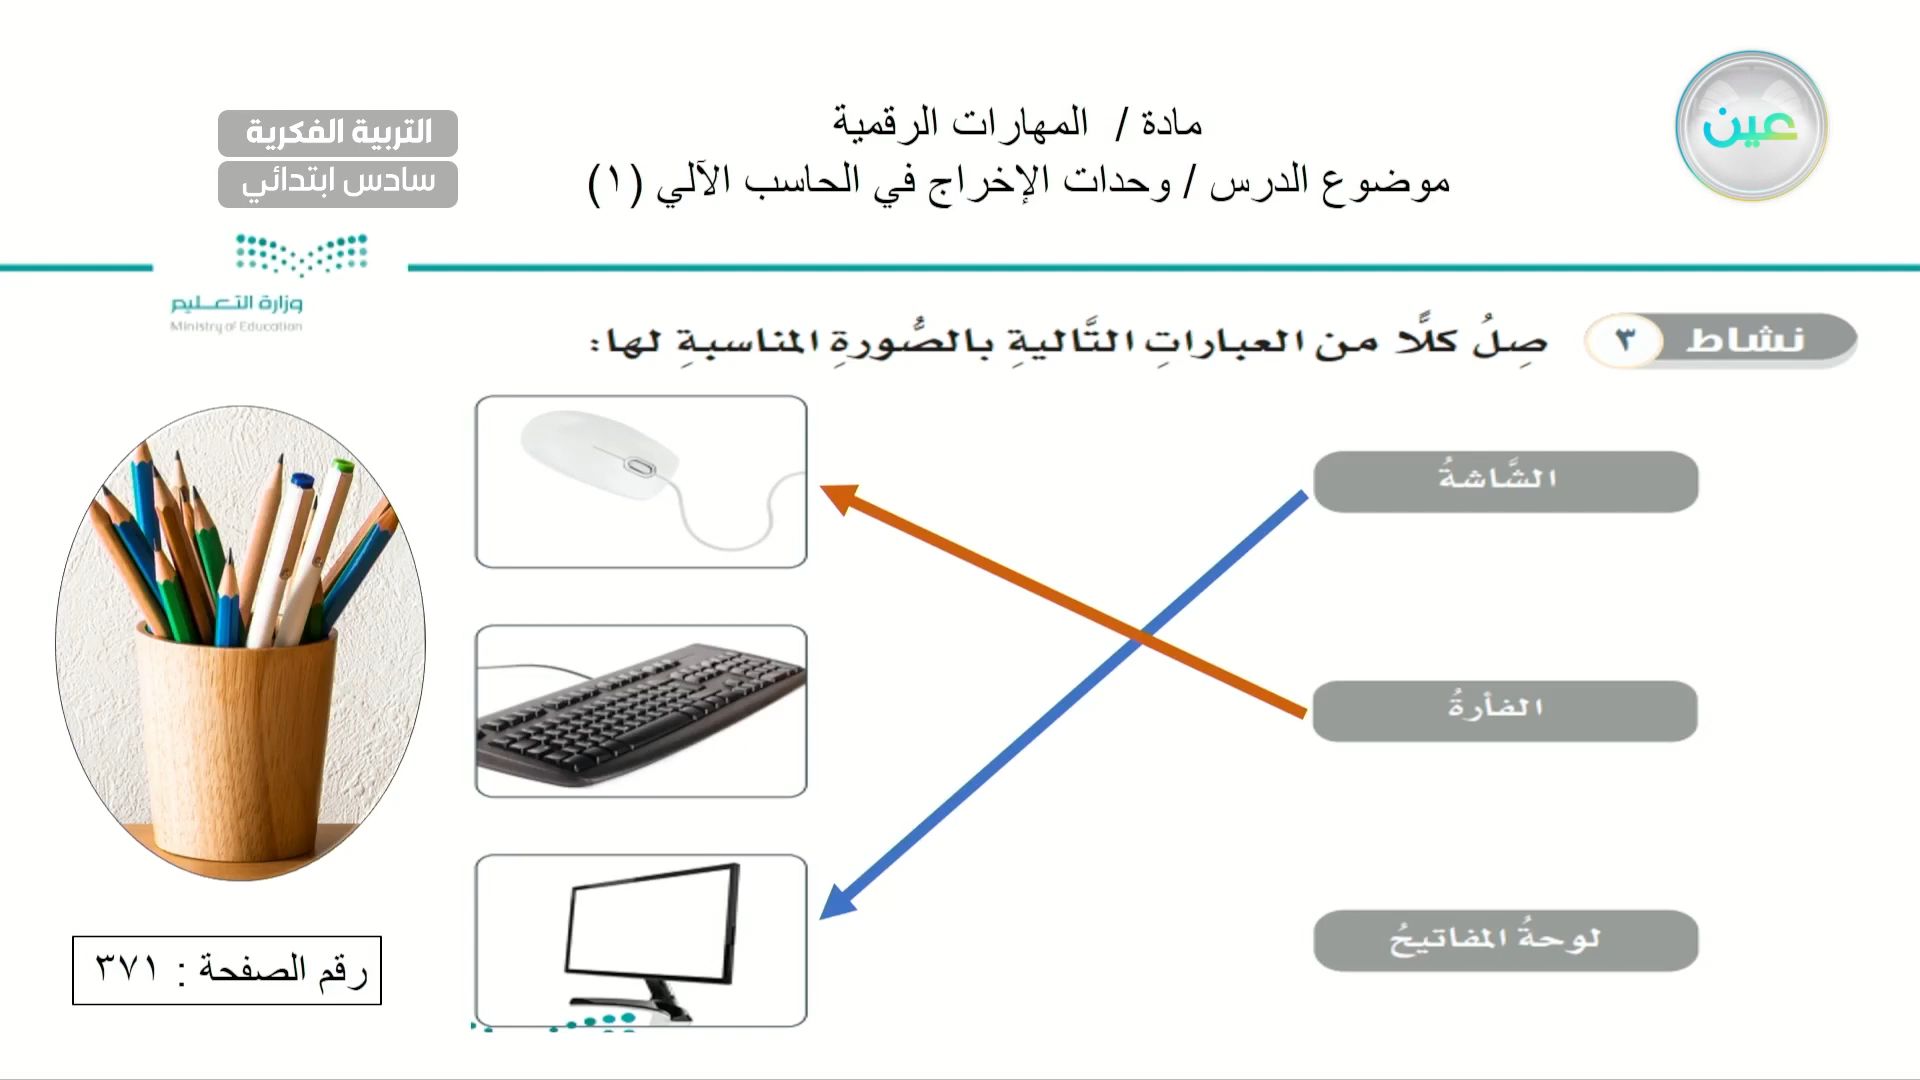 عين
مادة / المهارات الرقمية
موضوع الدرس / وحدات الإخراج في الحاسب الآلي (١)
التربية الفكرية
سادس ابتدائي
وزارة التعليم
Ministry of Education
نشاط ٣ صِلُ كلًّا من العباراتِ التَّاليةِ بالصُّورةِ المناسبةِ لها:
الشَّاشةُ
الفأرةُ
لوحةُ المفاتيحُ
رقم الصفحة : ٣٧١